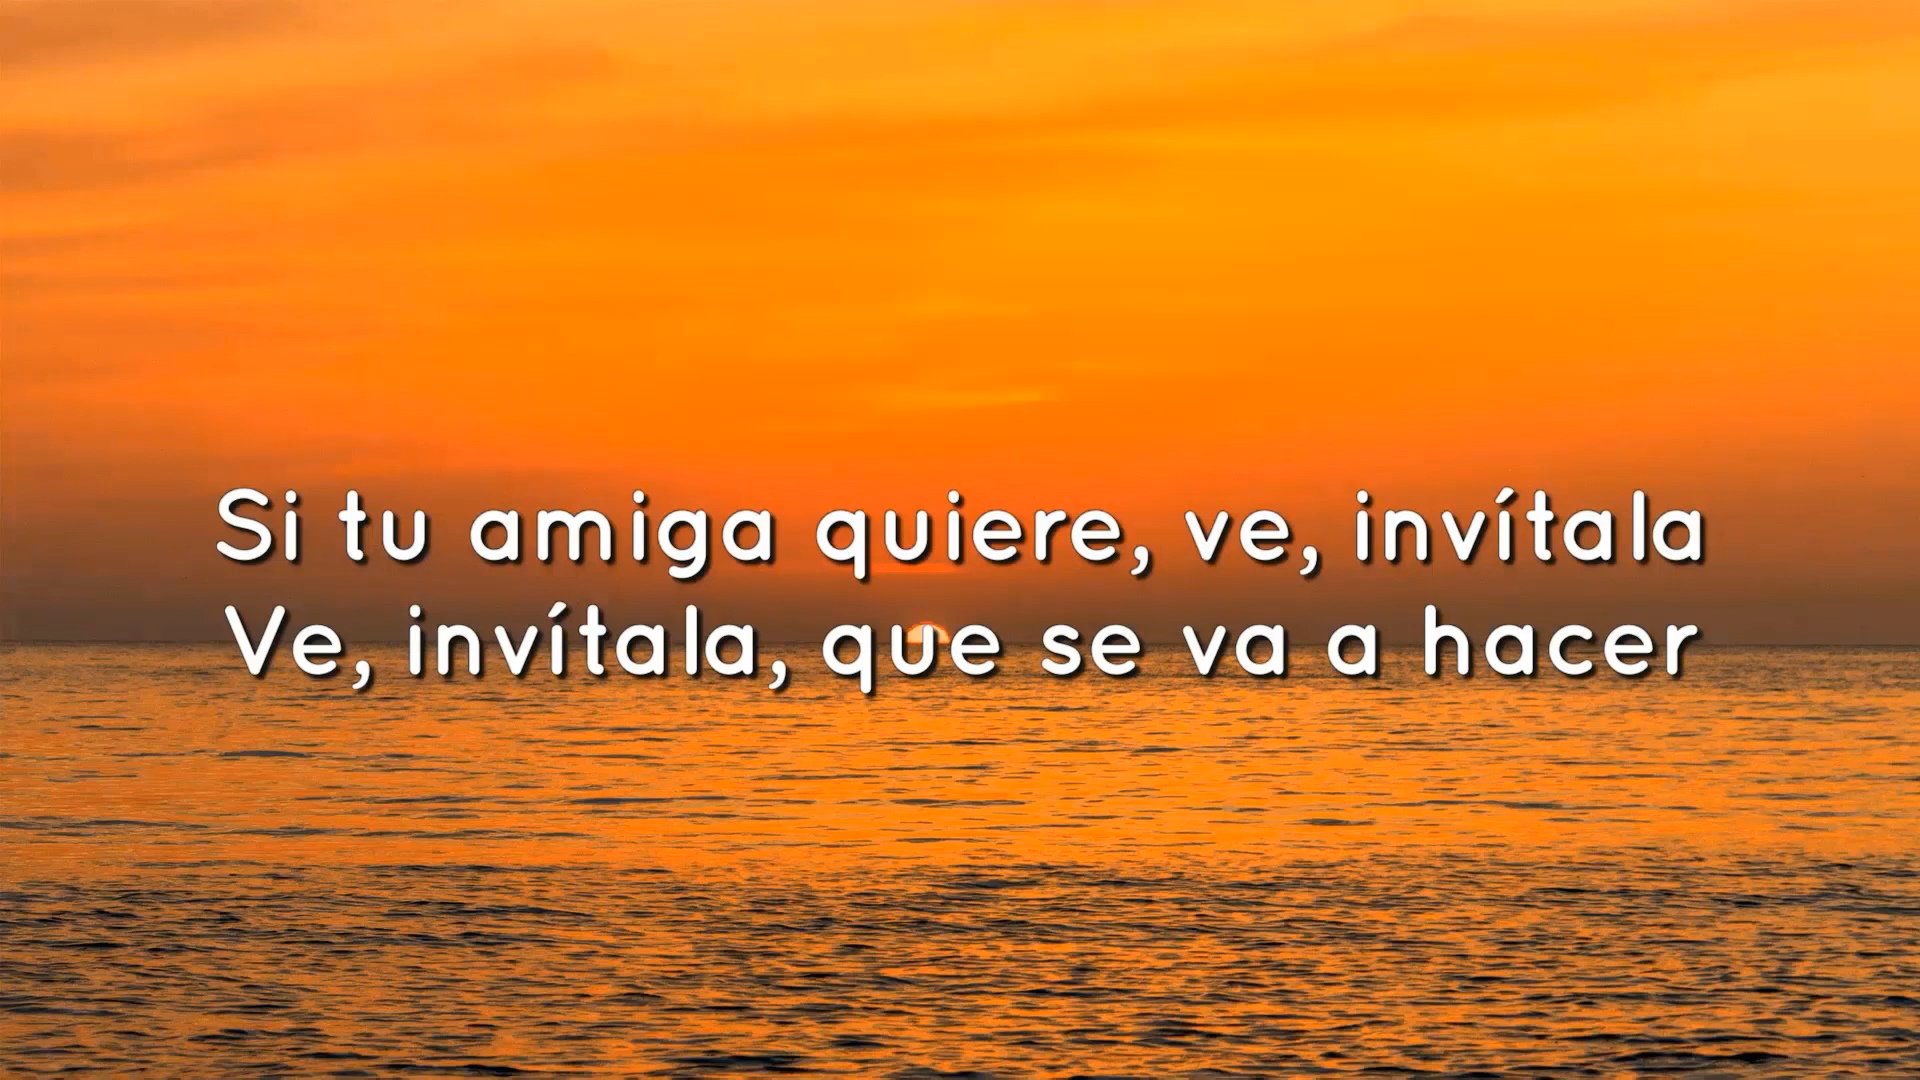 Si tu amiga quiere, ve, invítala
Ve, invítala, que se va a hacer